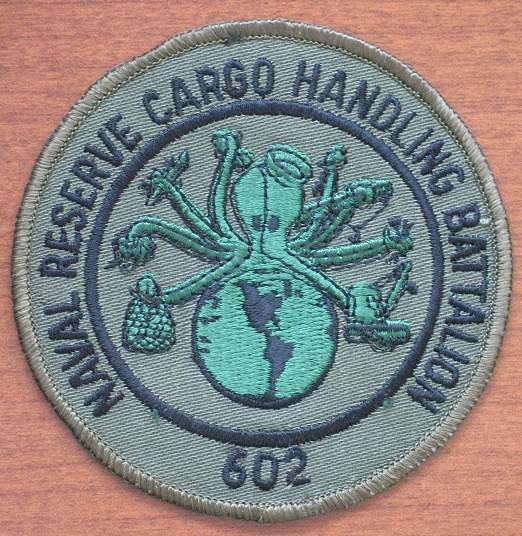 NAVAL RESERVE CARGO HANDLING BATTALION
602